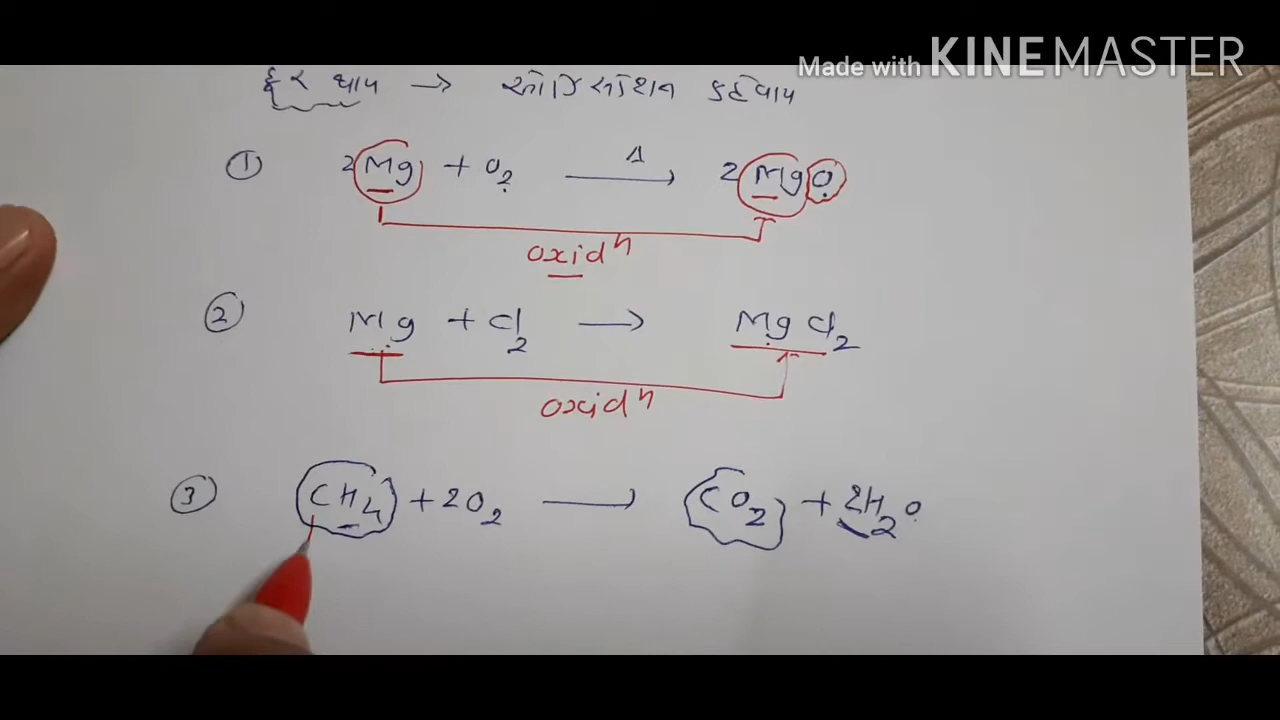 Made with KINEMASTER
દૂર થાય → ઓક્સિડેશન કહેવાય
① 2Mg + O₂ —Δ→ 2MgO
oxidⁿ
② Mg + Cl₂ → MgCl₂
oxidⁿ
③ CH₄ + 2O₂ → CO₂ + 2H₂O